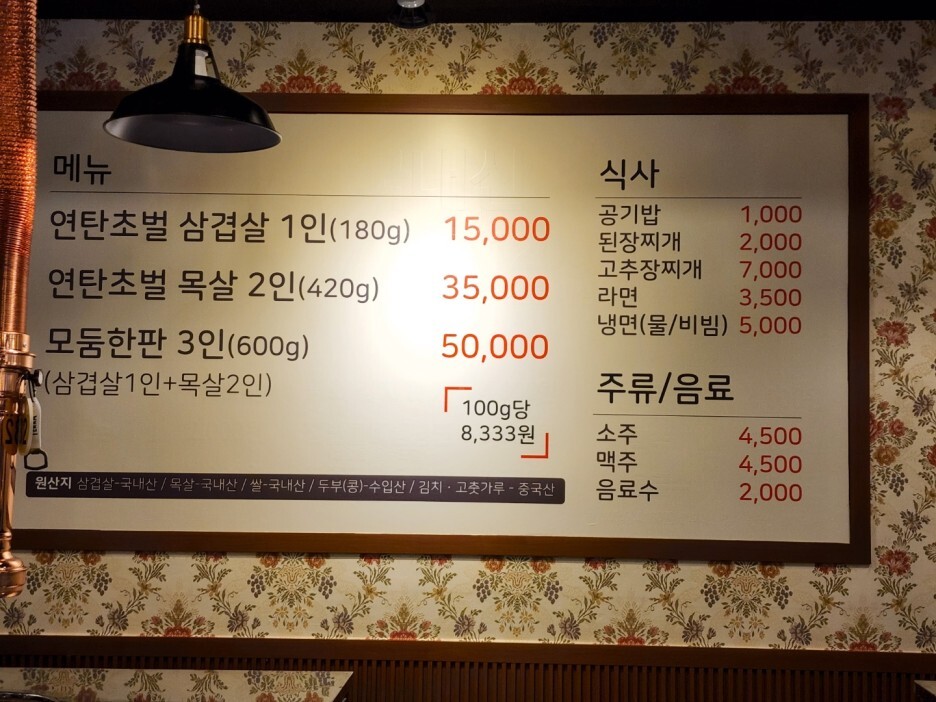 메뉴
연탄초벌 삼겹살 1인(180g) 15,000
연탄초벌 목살 2인(420g) 35,000
모둠한판 3인(600g) 50,000
(삼겹살1인+목살2인)
100g당
8,333원
원산지 삼겹살-국내산 / 목살-국내산 / 쌀-국내산 / 두부(콩)-수입산 / 김치 · 고춧가루 - 중국산
식사
공기밥 1,000
된장찌개 2,000
고추장찌개 7,000
라면 3,500
냉면(물/비빔) 5,000
주류/음료
소주 4,500
맥주 4,500
음료수 2,000